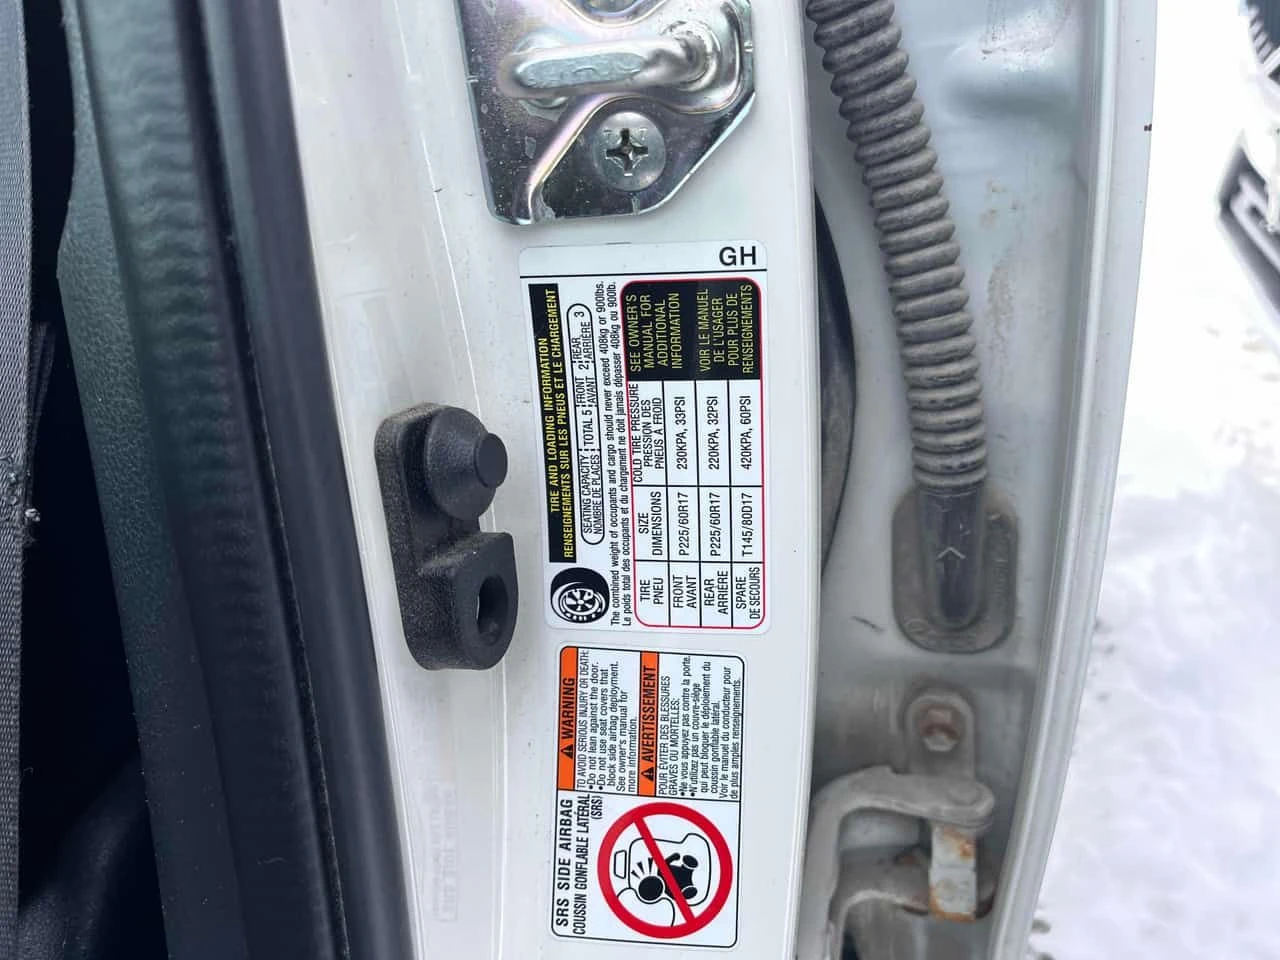 GH
TIRE AND LOADING INFORMATION
RENSEIGNEMENTS SUR LES PNEUS ET LE CHARGEMENT
SEATING CAPACITY TOTAL 5 FRONT 2 REAR 3
NOMBRE DE PLACES AVANT ARRIÈRE
The combined weight of occupants and cargo should never exceed 408kg or 900lbs.
Le poids total des occupants et du chargement ne doit jamais dépasser 408kg ou 900lb.
TIRE
PNEU
SIZE
DIMENSIONS
COLD TIRE PRESSURE
PRESSION DES
PNEUS À FROID
SEE OWNER'S
MANUAL FOR
ADDITIONAL
INFORMATION
VOIR LE MANUEL
DE L'USAGER
POUR PLUS DE
RENSEIGNEMENTS
FRONT
AVANT
P225/60R17
230KPA, 33PSI
REAR
ARRIÈRE
P225/60R17
220KPA, 32PSI
SPARE
DE SECOURS
T145/80D17
420KPA, 60PSI
SRS SIDE AIRBAG
COUSSIN GONFLABLE LATÉRAL
(SRS)
WARNING
TO AVOID SERIOUS INJURY OR DEATH:
•Do not lean against the door.
•Do not use seat covers that
block side airbag deployment.
See owner's manual for
more information.
AVERTISSEMENT
POUR ÉVITER DES BLESSURES
GRAVES OU MORTELLES:
•Ne vous appuyez pas contre la porte.
•N'utilisez pas un couvre-siège
qui peut bloquer le déploiement du
coussin gonflable latéral.
Voir le manuel du conducteur pour
de plus amples renseignements.